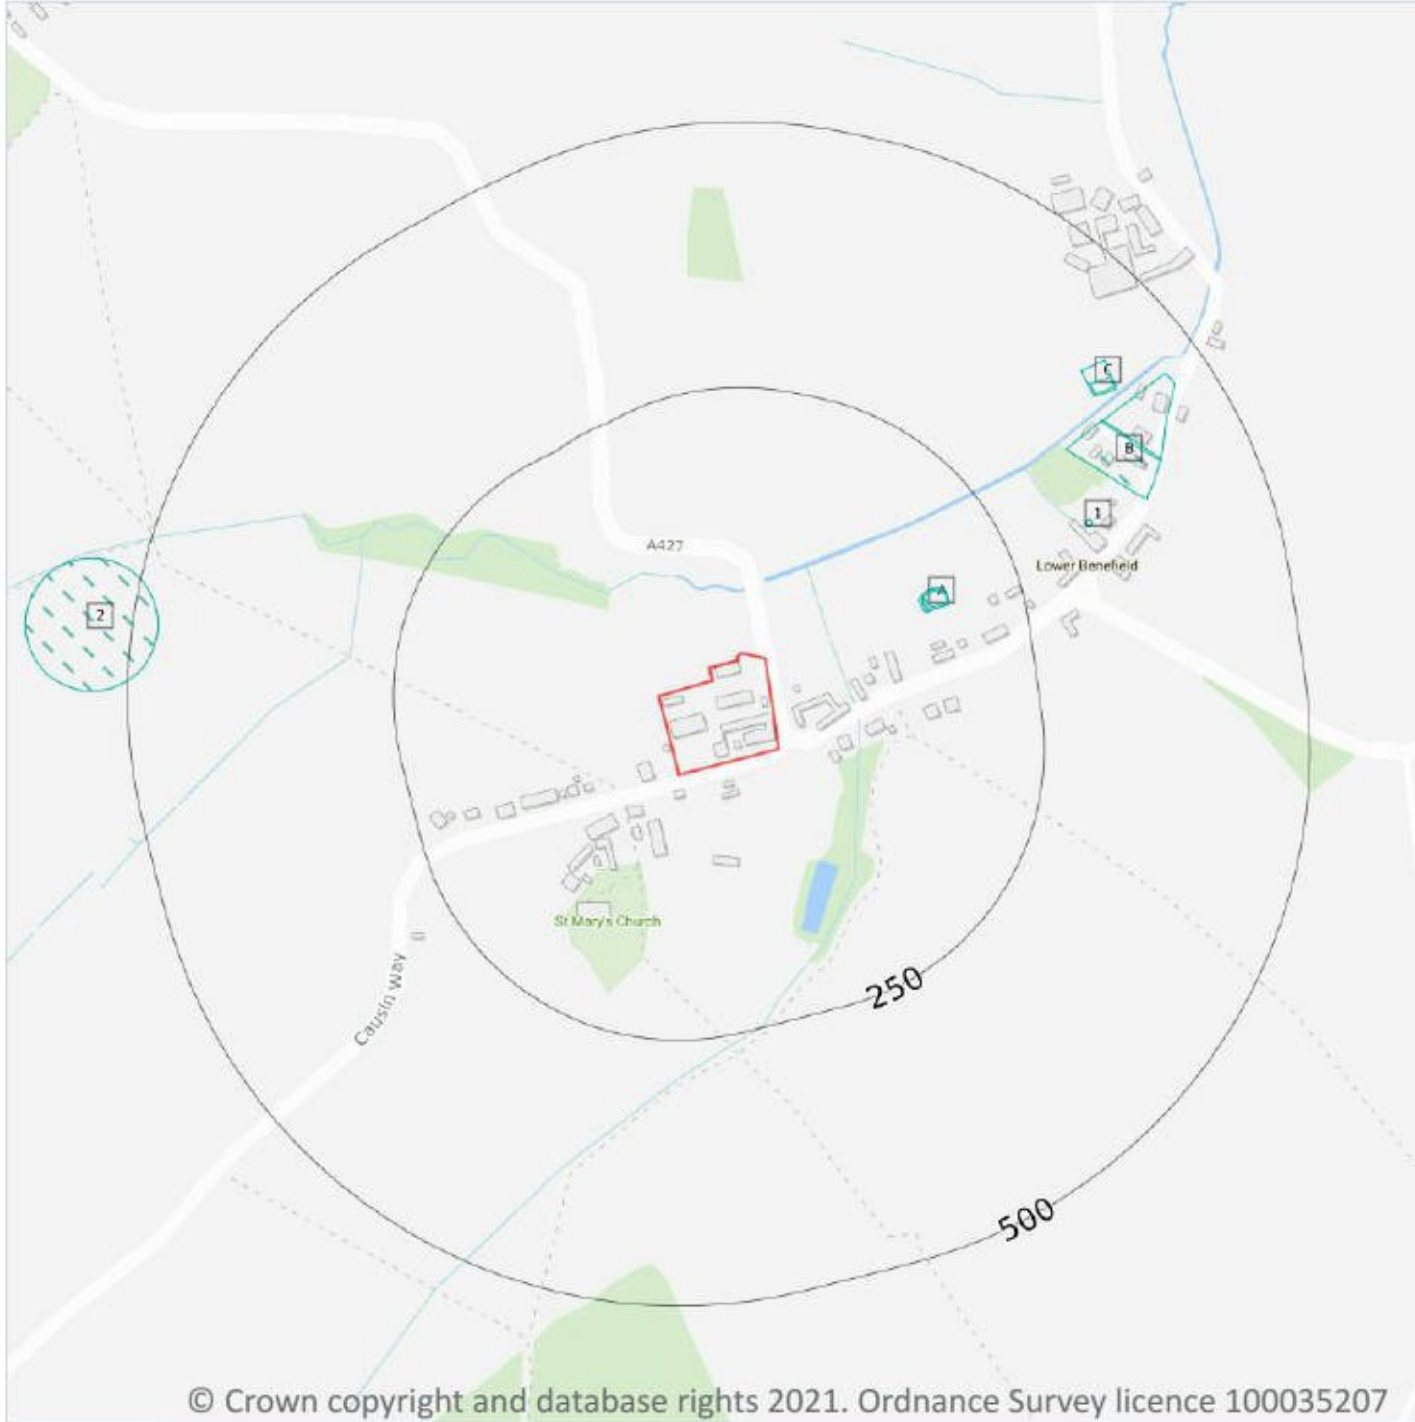 C
B
1
A427
Lower Benefield
A
2
St Mary's Church
250
Causin Way
500
© Crown copyright and database rights 2021. Ordnance Survey licence 100035207